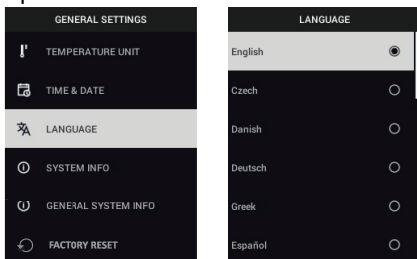 GENERAL SETTINGS
TEMPERATURE UNIT
TIME & DATE
LANGUAGE
SYSTEM INFO
GENERAL SYSTEM INFO
FACTORY RESET
LANGUAGE
English
Czech
Danish
Deutsch
Greek
Español